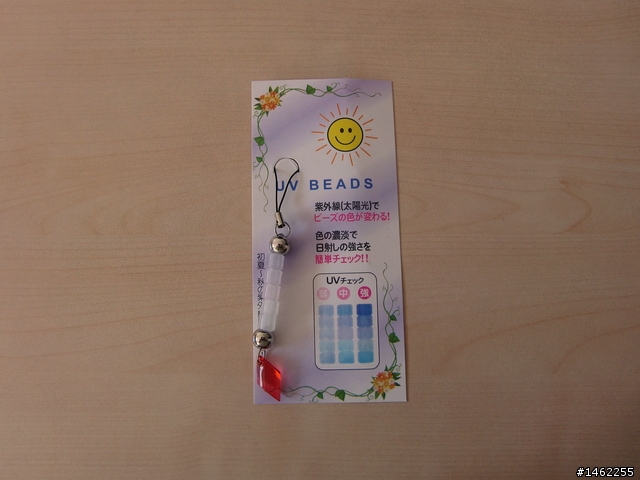 UV BEADS
紫外線(太陽光)で
ビーズの色が変わる!
色の濃淡で
日射しの強さを
簡単チェック!!
UVチェック
弱 中 強
#1462255